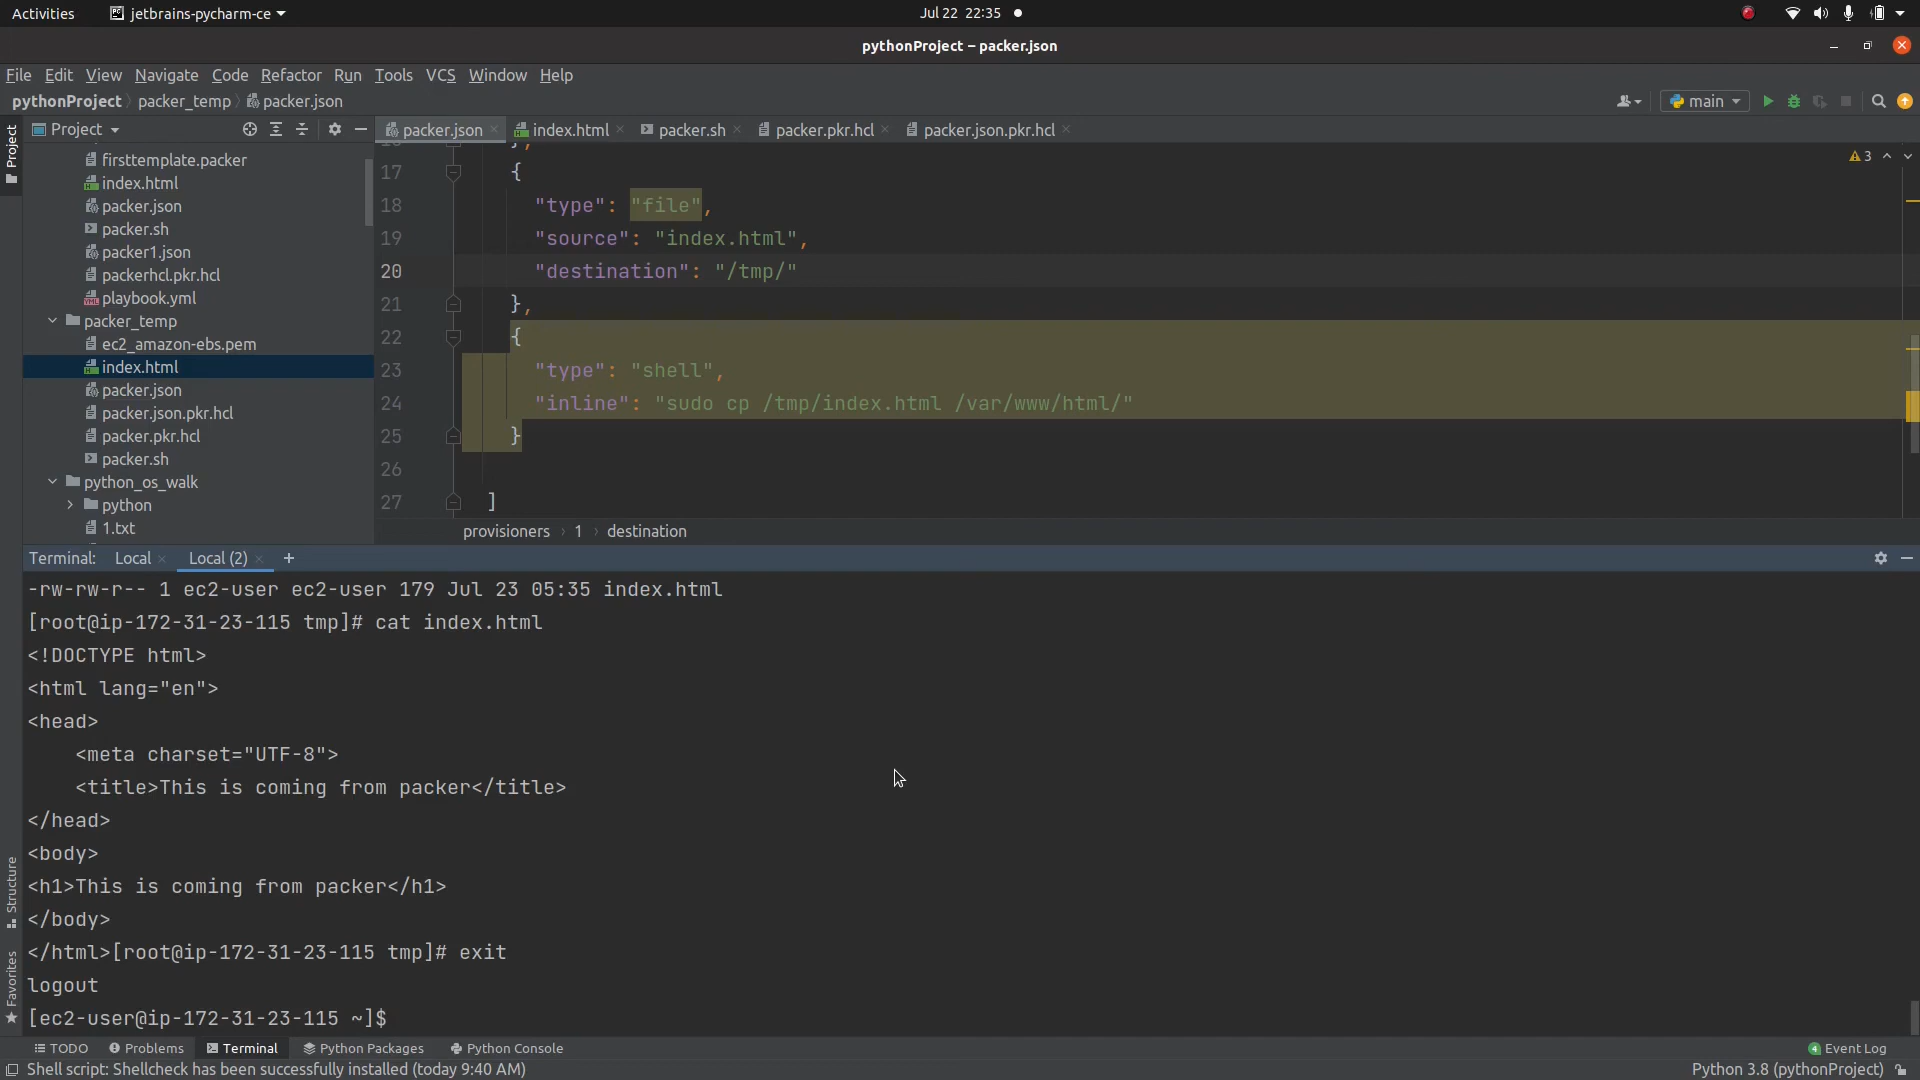 Activities jetbrains-pycharm-ce Jul 22 22:35
pythonProject – packer.json
File Edit View Navigate Code Refactor Run Tools VCS Window Help
pythonProject packer_temp packer.json main
Project packer.json index.html packer.sh packer.pkr.hcl packer.json.pkr.hcl
firsttemplate.packer
index.html
packer.json
packer.sh
packer1.json
packerhcl.pkr.hcl
playbook.yml
packer_temp
ec2_amazon-ebs.pem
index.html
packer.json
packer.json.pkr.hcl
packer.pkr.hcl
packer.sh
python_os_walk
python
1.txt
3
17 {
18 "type": "file",
19 "source": "index.html",
20 "destination": "/tmp/"
21 },
22 {
23 "type": "shell",
24 "inline": "sudo cp /tmp/index.html /var/www/html/"
25 }
26
27 ]
provisioners 1 destination
Terminal: Local Local (2) +
-rw-rw-r-- 1 ec2-user ec2-user 179 Jul 23 05:35 index.html
[root@ip-172-31-23-115 tmp]# cat index.html
<!DOCTYPE html>
<html lang="en">
<head>
    <meta charset="UTF-8">
    <title>This is coming from packer</title>
</head>
<body>
<h1>This is coming from packer</h1>
</body>
</html>[root@ip-172-31-23-115 tmp]# exit
logout
[ec2-user@ip-172-31-23-115 ~]$
Project
Structure
Favorites
TODO Problems Terminal Python Packages Python Console 4 Event Log
Shell script: Shellcheck has been successfully installed (today 9:40 AM) Python 3.8 (pythonProject)